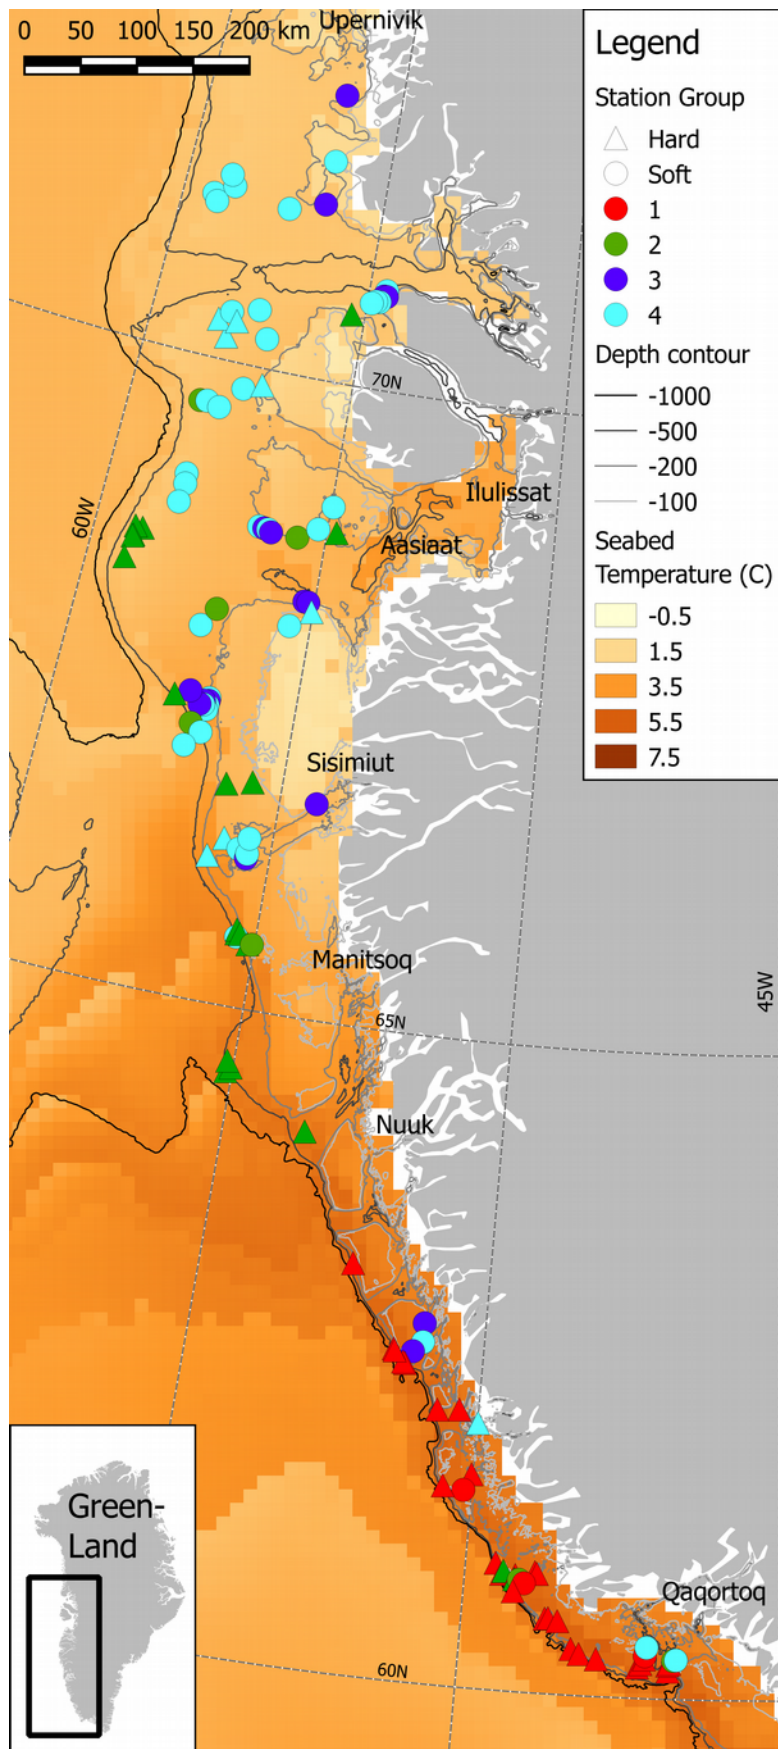 Upernivik
0 50 100 150 200 km
Legend
Station Group
Hard
Soft
1
2
3
4
Depth contour
-1000
-500
-200
-100
Seabed
Temperature (C)
-0.5
1.5
3.5
5.5
7.5
70N
Ilulissat
60W
Aasiaat
Sisimiut
Manitsoq
45W
65N
Nuuk
Green-
Land
Qaqortoq
60N